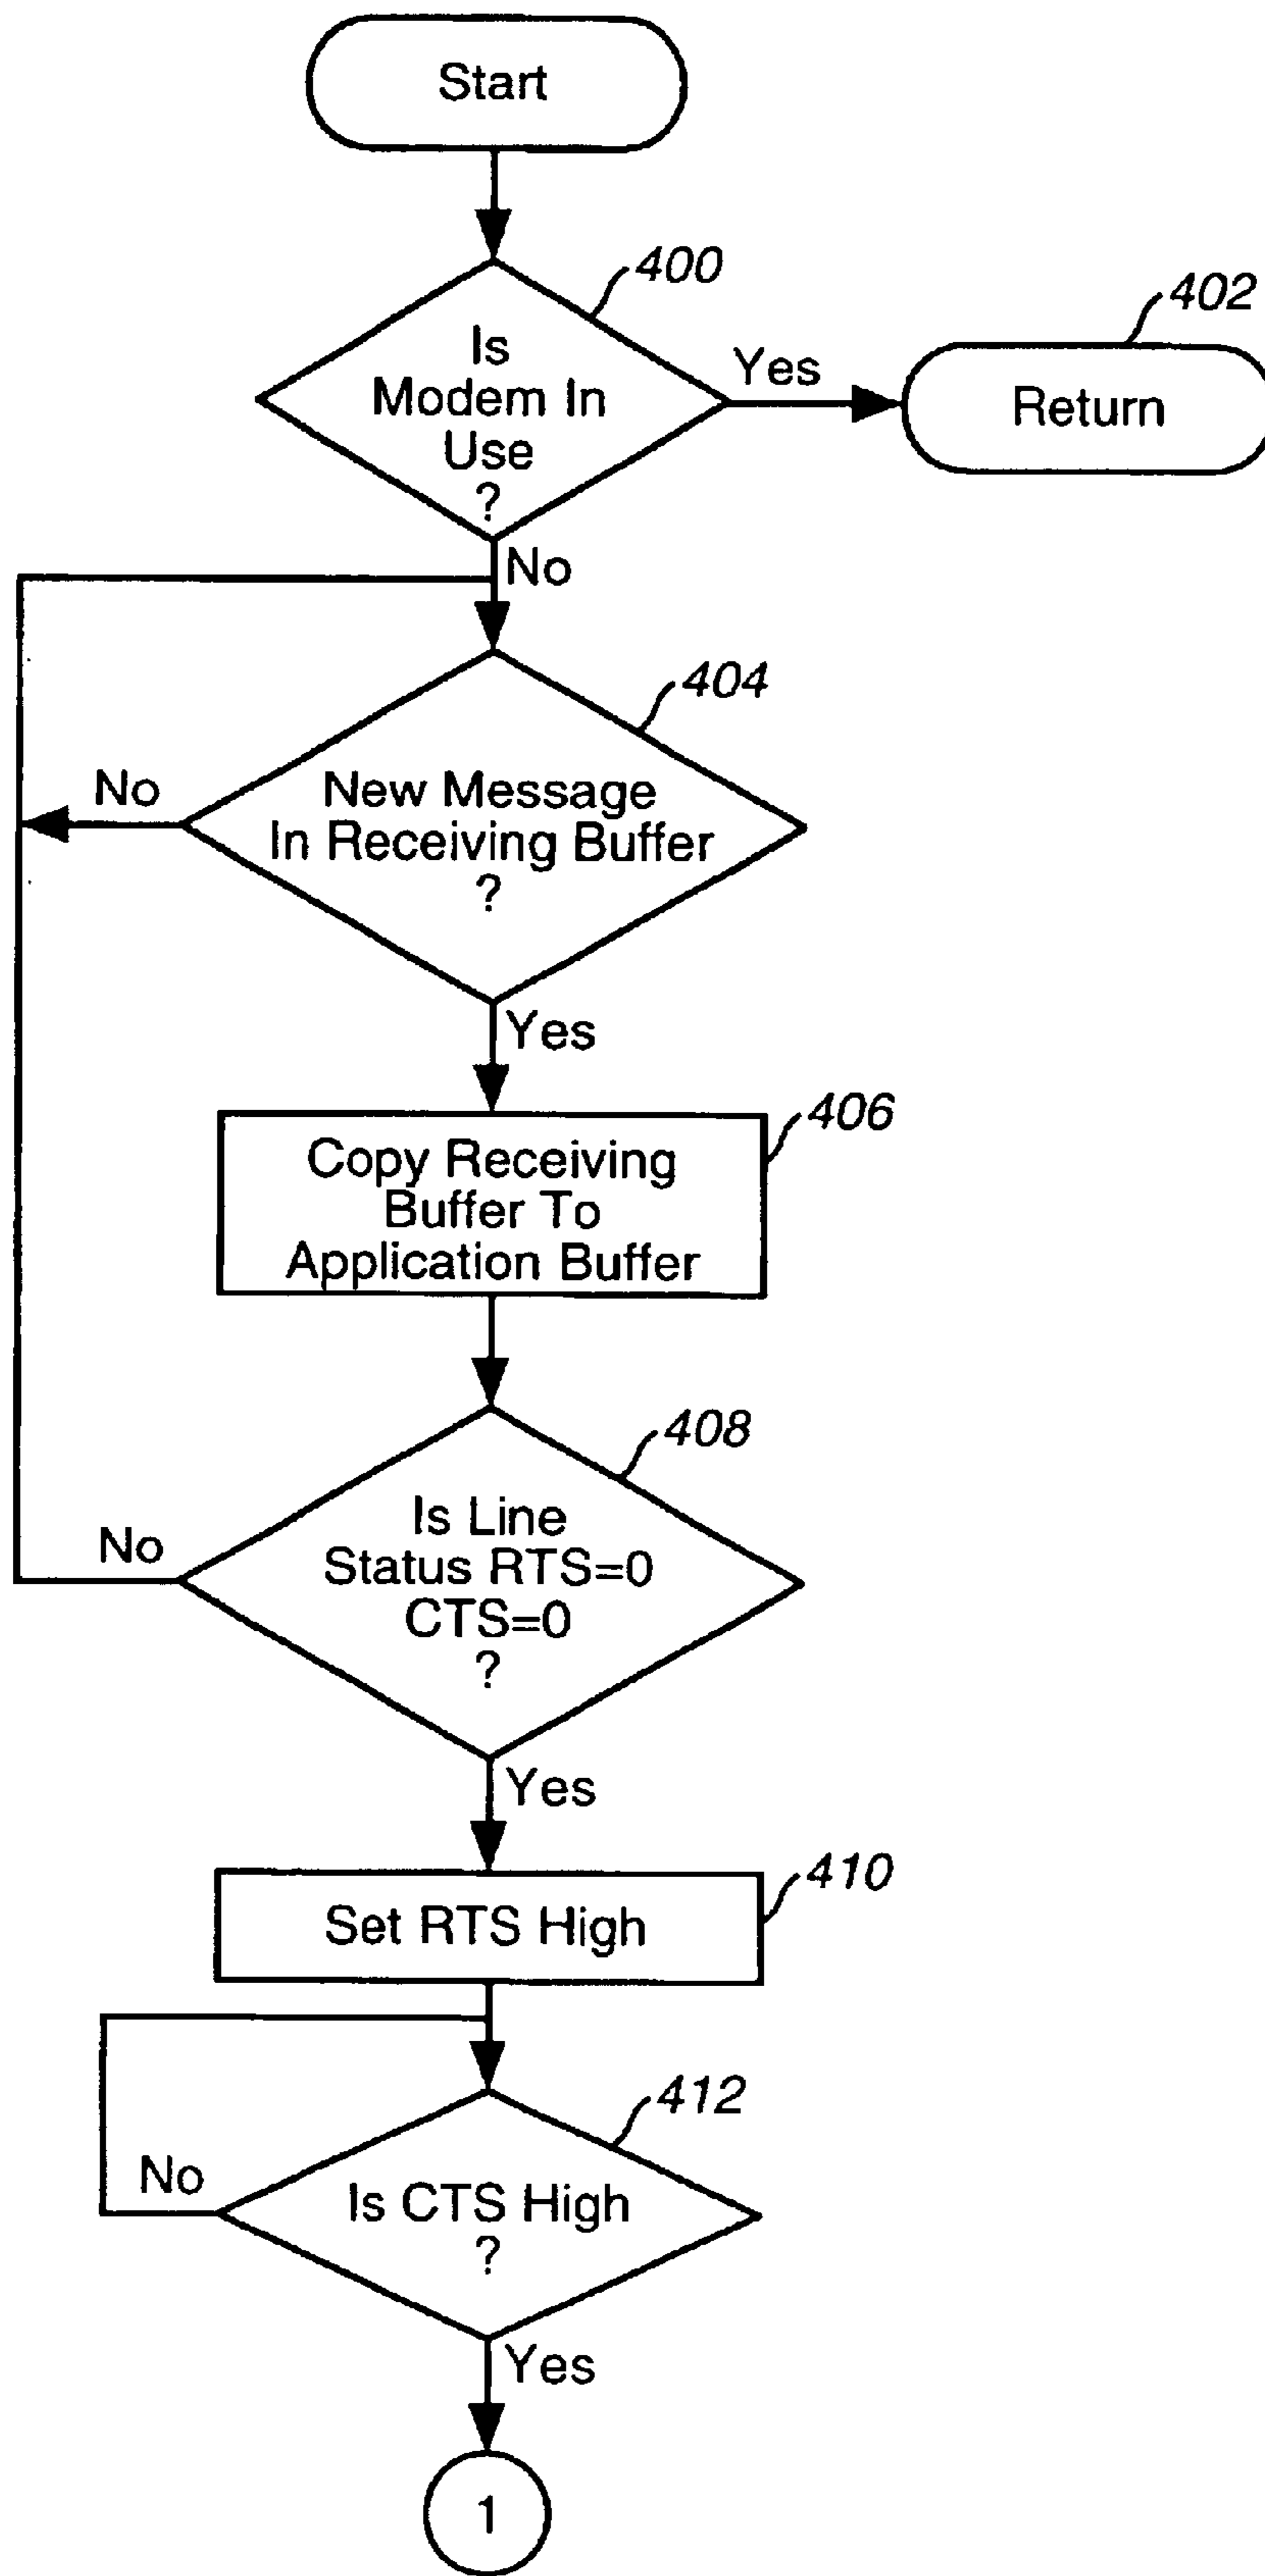 Start
400
402
Is
Modem In
Use
?
Yes
Return
No
404
No
New Message
In Receiving Buffer
?
Yes
406
Copy Receiving
Buffer To
Application Buffer
408
No
Is Line
Status RTS=0
CTS=0
?
Yes
410
Set RTS High
412
No
Is CTS High
?
Yes
1